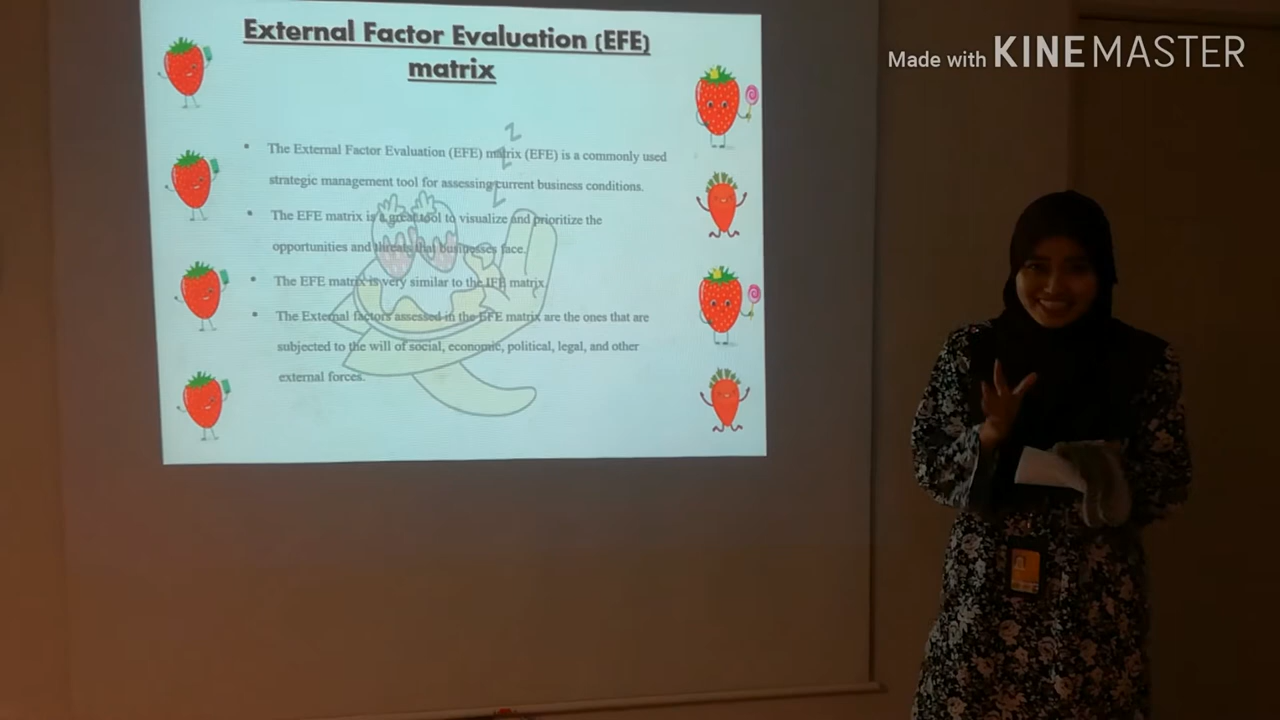 External Factor Evaluation (EFE)
matrix
Made with KINEMASTER
• The External Factor Evaluation (EFE) matrix (EFE) is a commonly used
strategic management tool for assessing current business conditions.
• The EFE matrix is a great tool to visualize and prioritize the
opportunities and threats that businesses face.
• The EFE matrix is very similar to the IFE matrix.
• The External factors assessed in the EFE matrix are the ones that are
subjected to the will of social, economic, political, legal, and other
external forces.
z
z
z